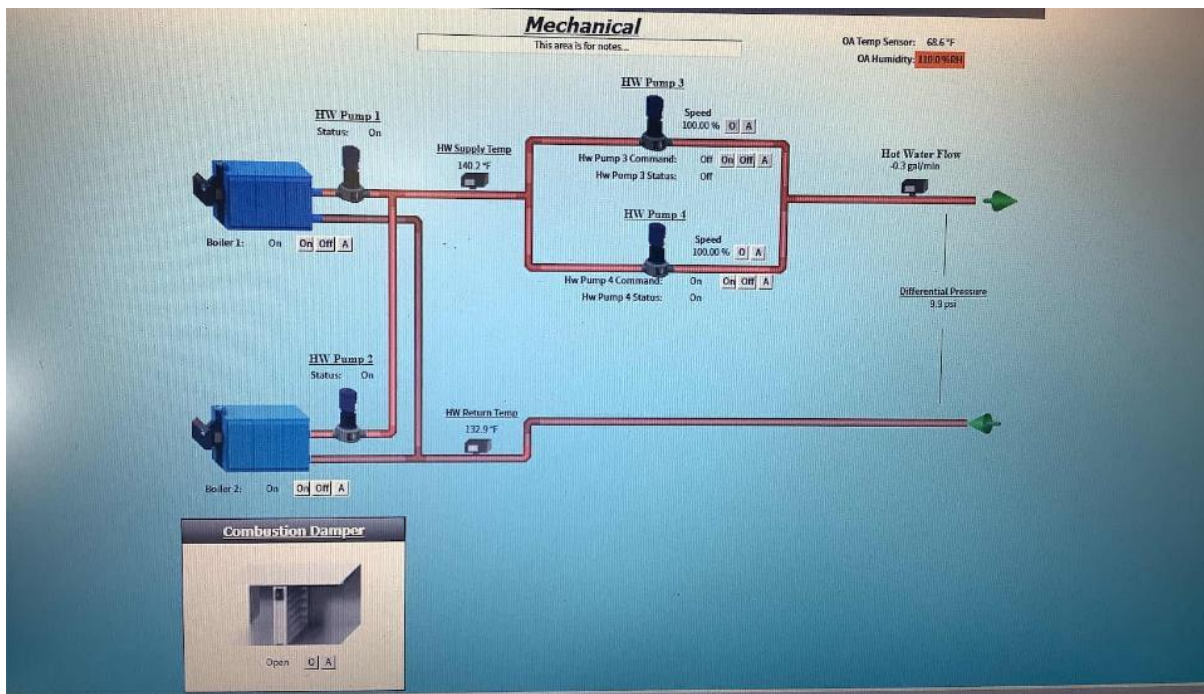 Mechanical
This area is for notes...
OA Temp Sensor: 68.6 °F
OA Humidity: 110.0 %RH
HW Pump 3
Speed
100.00 % O A
HW Pump 1
Status: On
HW Supply Temp
140.2 °F
Hw Pump 3 Command: Off On Off A
Hw Pump 3 Status: Off
Hot Water Flow
-0.3 gal/min
HW Pump 4
Speed
100.00 % O A
Boiler 1: On On Off A
Hw Pump 4 Command: On On Off A
Hw Pump 4 Status: On
Differential Pressure
9.9 psi
HW Pump 2
Status: On
HW Return Temp
132.9 °F
Boiler 2: On On Off A
Combustion Damper
Open O A